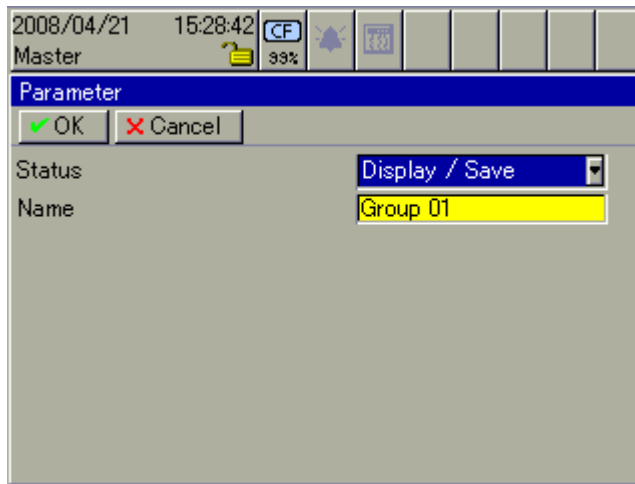 2008/04/21 15:28:42 CF
Master 99%
Parameter
OK Cancel
Status Display / Save
Name Group 01